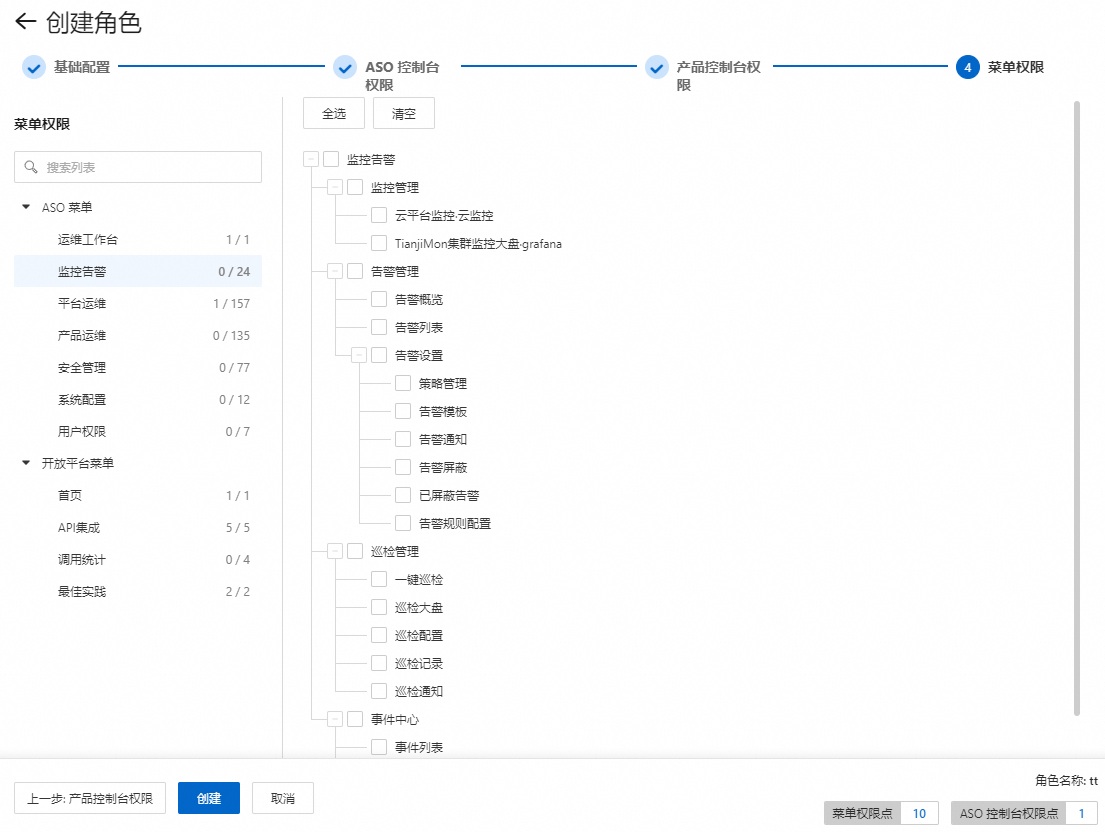 创建角色
基础配置
ASO 控制台
权限
产品控制台权
限
4 菜单权限
菜单权限
搜索列表
ASO 菜单
运维工作台 1 / 1
监控告警 0 / 24
平台运维 1 / 157
产品运维 0 / 135
安全管理 0 / 77
系统配置 0 / 12
用户权限 0 / 7
开放平台菜单
首页 1 / 1
API集成 5 / 5
调用统计 0 / 4
最佳实践 2 / 2
全选 清空
监控告警
监控管理
云平台监控·云监控
TianjiMon集群监控大盘·grafana
告警管理
告警概览
告警列表
告警设置
策略管理
告警模板
告警通知
告警屏蔽
已屏蔽告警
告警规则配置
巡检管理
一键巡检
巡检大盘
巡检配置
巡检记录
巡检通知
事件中心
事件列表
上一步: 产品控制台权限 创建 取消
角色名称: tt
菜单权限点 10 ASO 控制台权限点 1